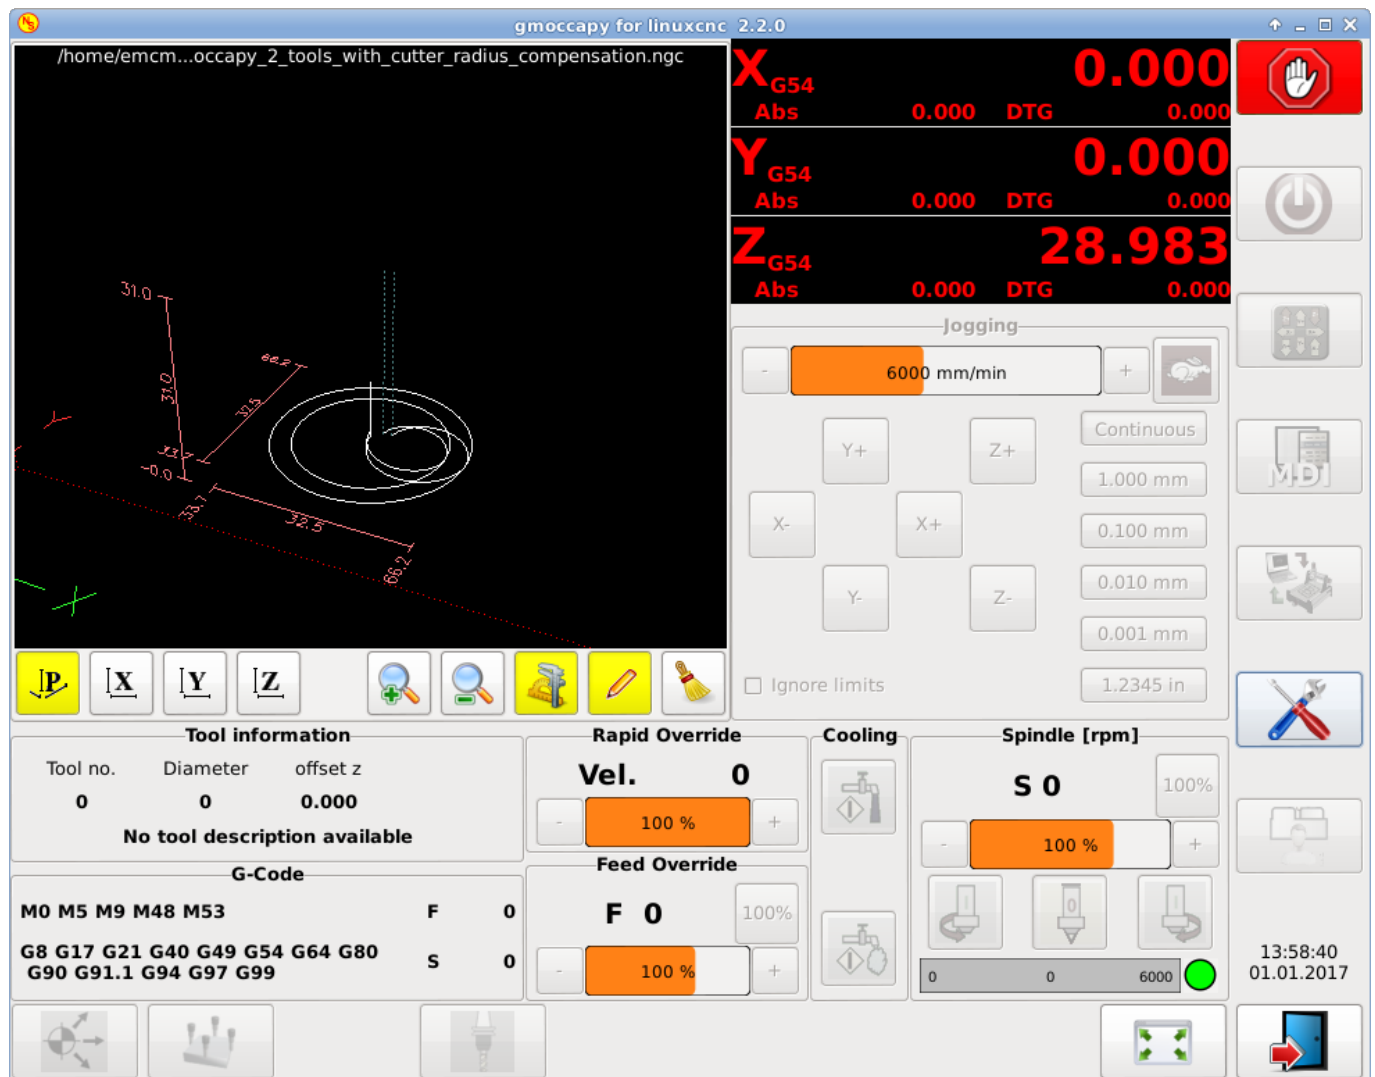 gmoccapy for linuxcnc 2.2.0
/home/emcm...occapy_2_tools_with_cutter_radius_compensation.ngc
31.0
31.0
66.2
32.5
33.7
-0.0
33.7
32.5
66.2
Y
X
P
X
Y
Z
X G54 0.000
Abs 0.000 DTG 0.000
Y G54 0.000
Abs 0.000 DTG 0.000
Z G54 28.983
Abs 0.000 DTG 0.000
Jogging
- 6000 mm/min +
Y+ Z+
X- X+
Y- Z-
Continuous
1.000 mm
0.100 mm
0.010 mm
0.001 mm
Ignore limits 1.2345 in
MDI
Tool information
Tool no. Diameter offset z
0 0 0.000
No tool description available
G-Code
M0 M5 M9 M48 M53 F 0
G8 G17 G21 G40 G49 G54 G64 G80
G90 G91.1 G94 G97 G99
S 0
Rapid Override
Vel. 0
- 100 % +
Feed Override
F 0 100%
- 100 % +
Cooling
Spindle [rpm]
S 0 100%
- 100 % +
I 0 I
0 0 6000
13:58:40
01.01.2017